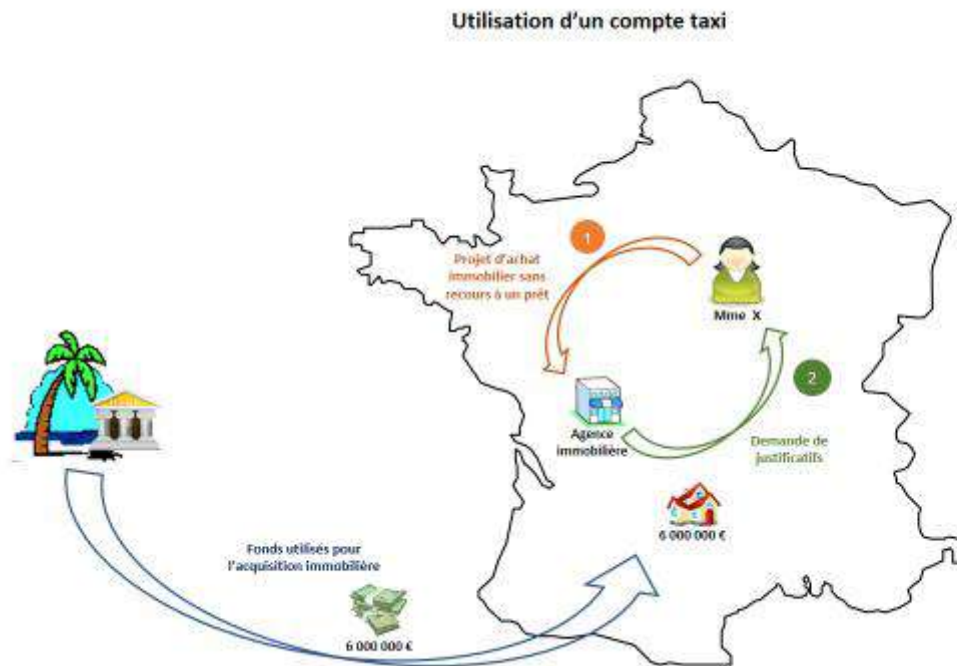 Utilisation d'un compte taxi
1
Projet d'achat
immobilier sans
recours à un prêt
Mme X
2
Agence
immobilière
Demande de
justificatifs
6 000 000 €
Fonds utilisés pour
l'acquisition immobilière
6 000 000 €